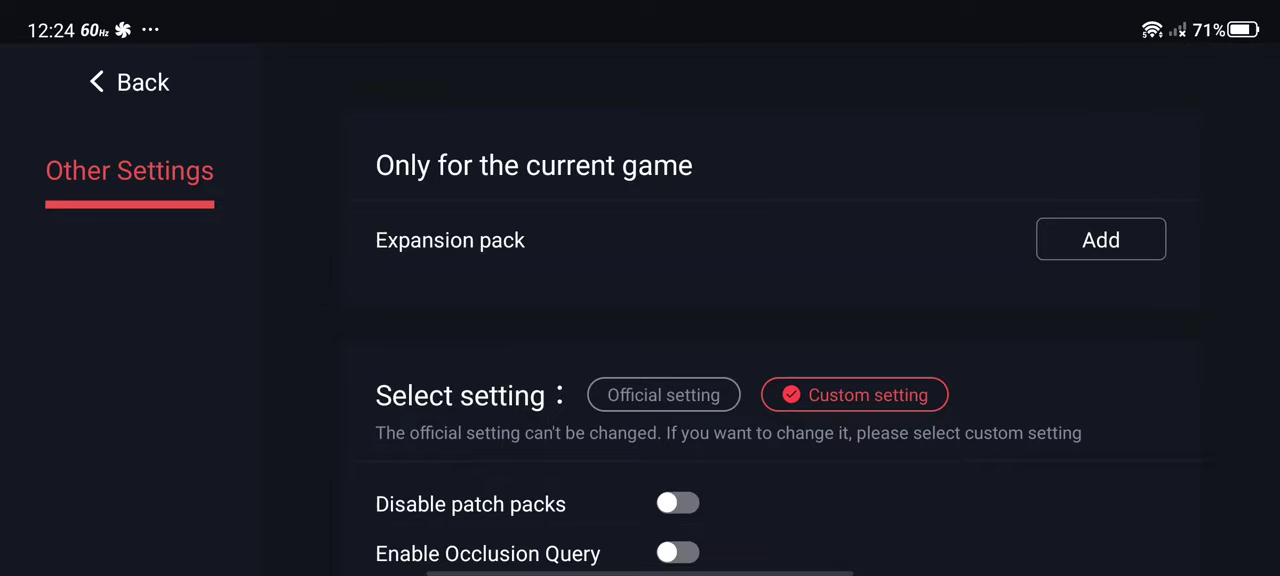 12:24 60Hz ...
71%
Back
Other Settings
Only for the current game
Expansion pack
Add
Select setting：
Official setting
Custom setting
The official setting can't be changed. If you want to change it, please select custom setting
Disable patch packs
Enable Occlusion Query